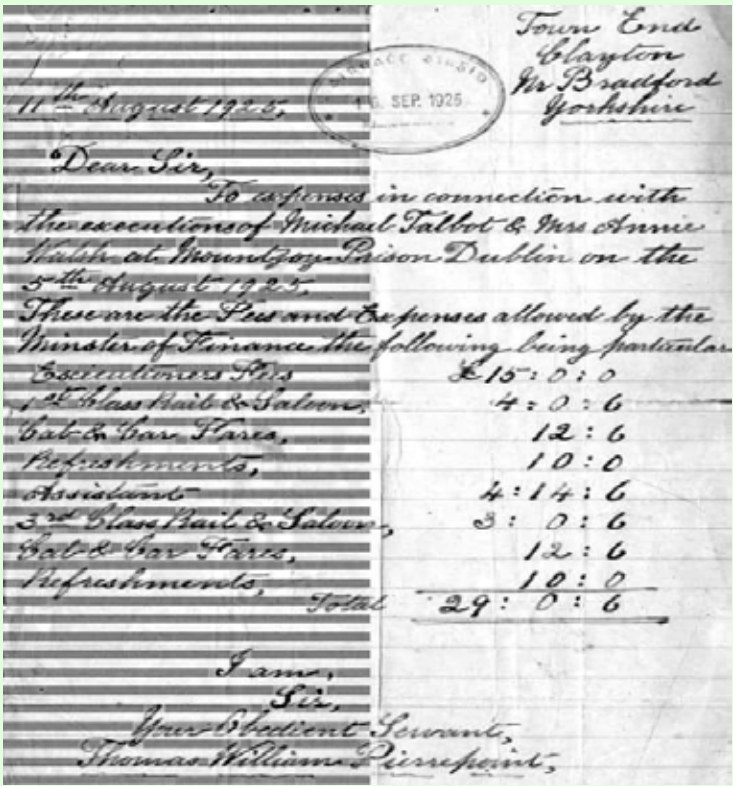 Town End
Clayton
Nr Bradford
Yorkshire
16. SEP. 1925
11th August 1925,
Dear Sir,
To expenses in connection with
the executions of Michael Talbot & Mrs Annie
Walsh at Mountjoy Prison Dublin on the
5th August 1925.
These are the Fees and Expenses allowed by the
Minster of Finance the following being particular
Executioners Fees £15:0:0
1st Class Rail & Saloon, 4:0:6
Cab & Car Fares, 12:6
Refreshments, 10:0
Assistant 4:14:6
3rd Class Rail & Saloon, 3:0:6
Cab & Car Fares, 12:6
Refreshments, 10:0
Total 29:0:6
I am,
Sir,
Your Obedient Servant,
Thomas William Pierrepoint,